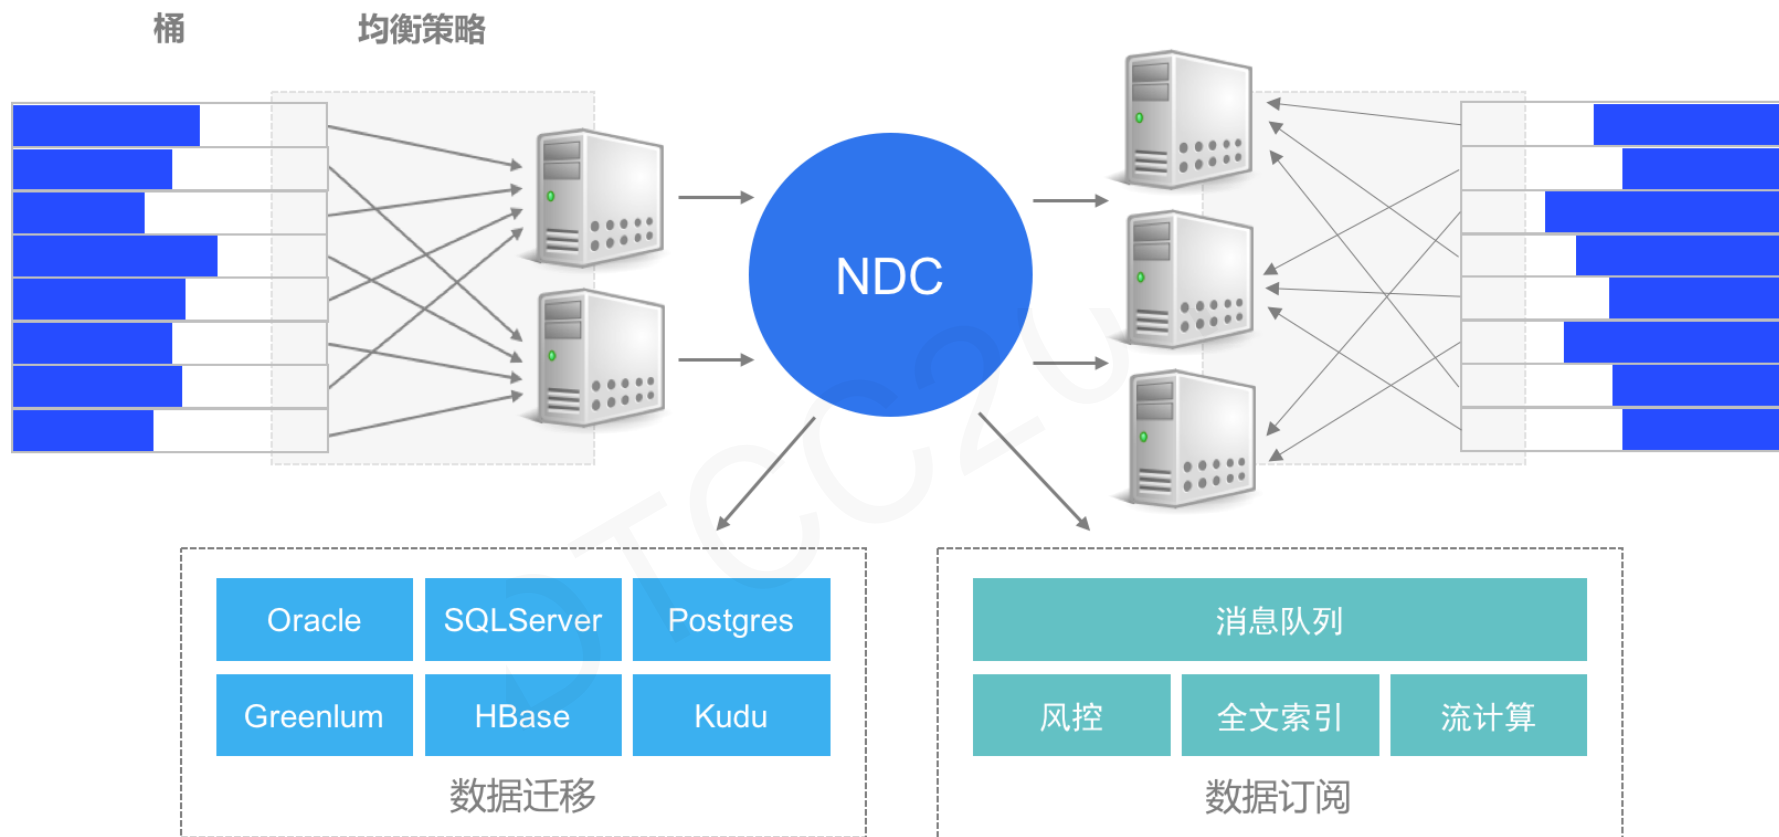 桶
均衡策略
NDC
DTCC20
Oracle
SQLServer
Postgres
Greenlum
HBase
Kudu
数据迁移
消息队列
风控
全文索引
流计算
数据订阅